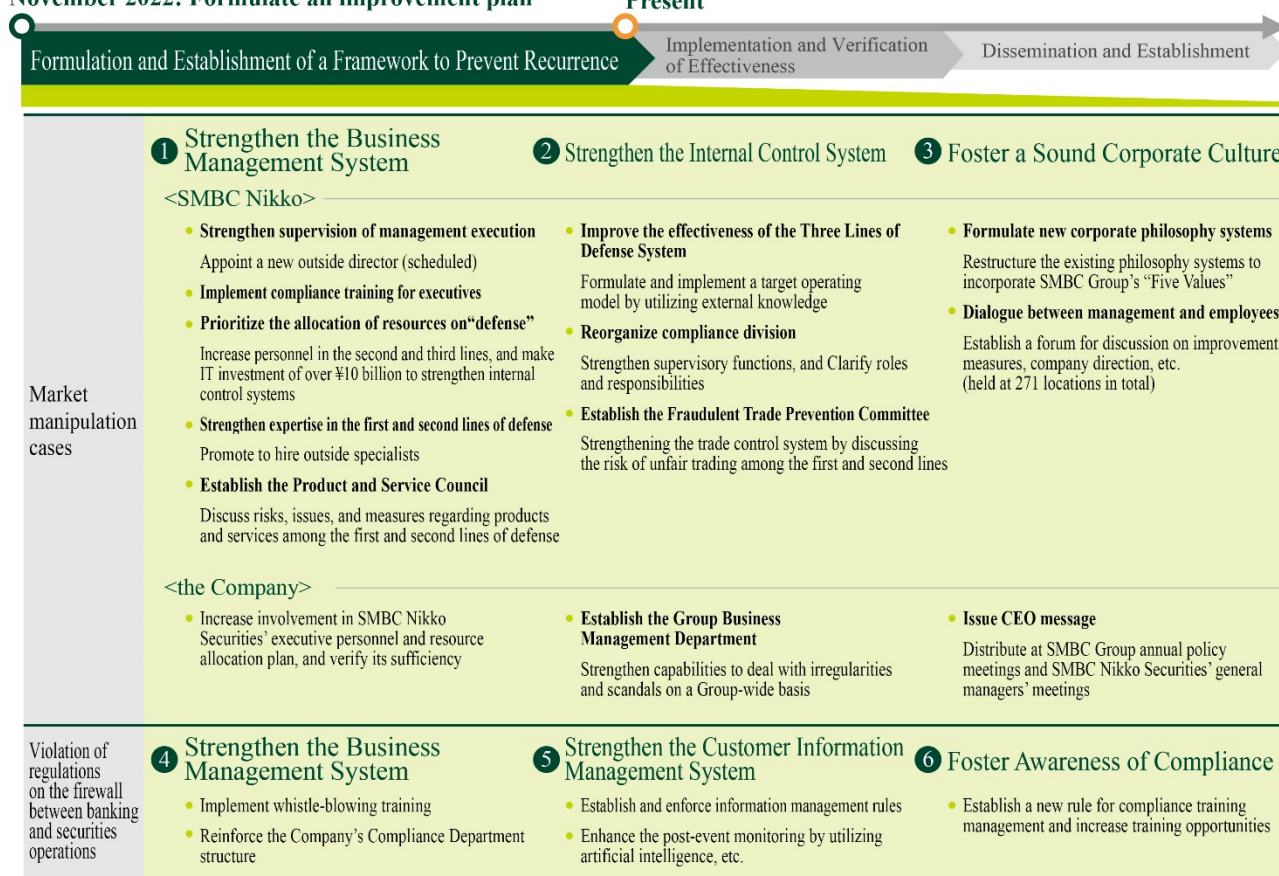 November 2022: Formulate an improvement plan
Present
Formulation and Establishment of a Framework to Prevent Recurrence
Implementation and Verification
of Effectiveness
Dissemination and Establishment
Market
manipulation
cases
1 Strengthen the Business
Management System
2 Strengthen the Internal Control System
3 Foster a Sound Corporate Culture
<SMBC Nikko>
• Strengthen supervision of management execution
Appoint a new outside director (scheduled)
• Implement compliance training for executives
• Prioritize the allocation of resources on“defense”
Increase personnel in the second and third lines, and make
IT investment of over ¥10 billion to strengthen internal
control systems
• Strengthen expertise in the first and second lines of defense
Promote to hire outside specialists
• Establish the Product and Service Council
Discuss risks, issues, and measures regarding products
and services among the first and second lines of defense
• Improve the effectiveness of the Three Lines of
Defense System
Formulate and implement a target operating
model by utilizing external knowledge
• Reorganize compliance division
Strengthen supervisory functions, and Clarify roles
and responsibilities
• Establish the Fraudulent Trade Prevention Committee
Strengthening the trade control system by discussing
the risk of unfair trading among the first and second lines
• Formulate new corporate philosophy systems
Restructure the existing philosophy systems to
incorporate SMBC Group’s “Five Values”
• Dialogue between management and employees
Establish a forum for discussion on improvement
measures, company direction, etc.
(held at 271 locations in total)
<the Company>
• Increase involvement in SMBC Nikko
Securities’ executive personnel and resource
allocation plan, and verify its sufficiency
• Establish the Group Business
Management Department
Strengthen capabilities to deal with irregularities
and scandals on a Group-wide basis
• Issue CEO message
Distribute at SMBC Group annual policy
meetings and SMBC Nikko Securities’ general
managers’ meetings
Violation of
regulations
on the firewall
between banking
and securities
operations
4 Strengthen the Business
Management System
• Implement whistle-blowing training
• Reinforce the Company’s Compliance Department
structure
5 Strengthen the Customer Information
Management System
• Establish and enforce information management rules
• Enhance the post-event monitoring by utilizing
artificial intelligence, etc.
6 Foster Awareness of Compliance
• Establish a new rule for compliance training
management and increase training opportunities